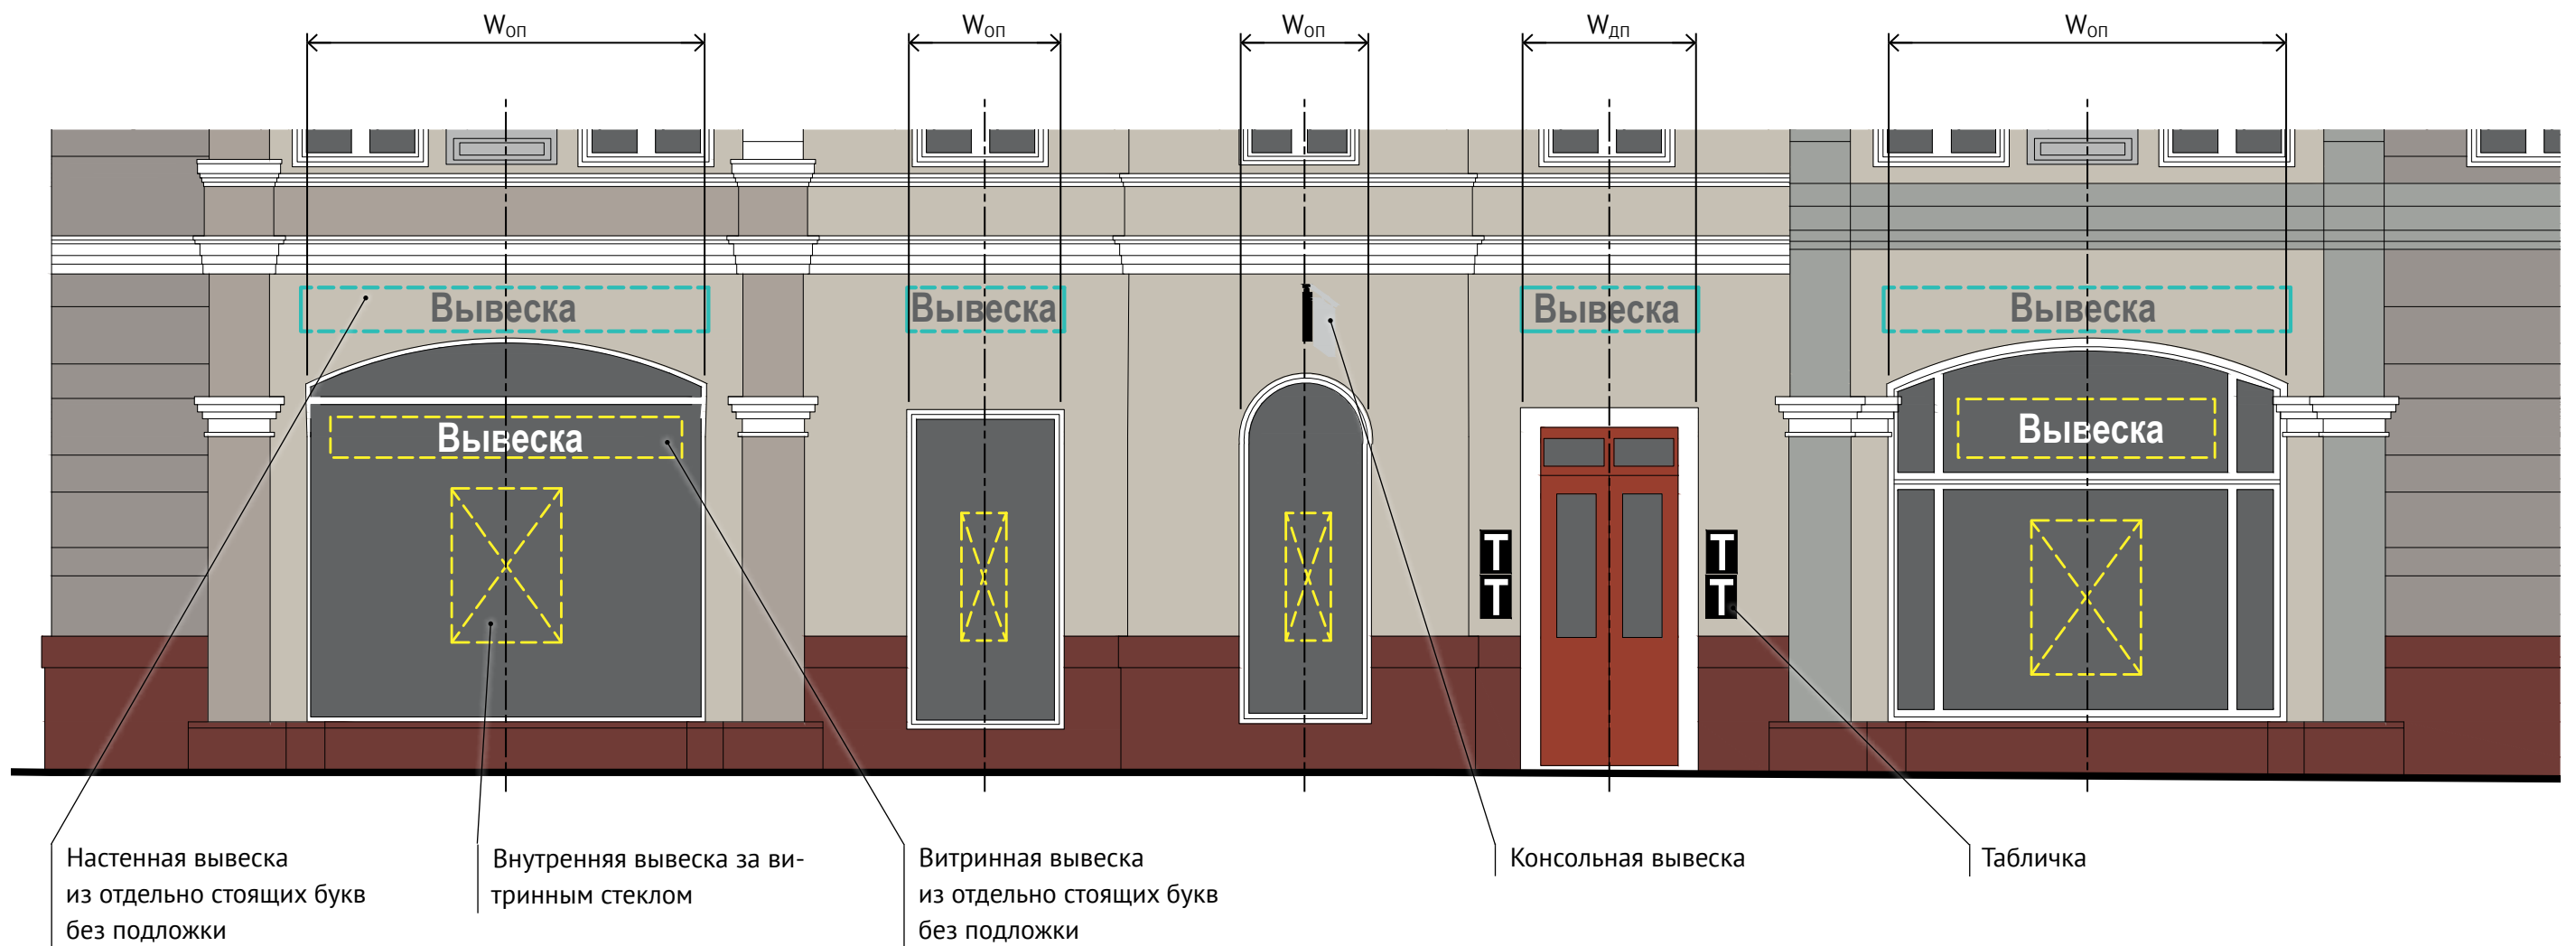 Wоп Wоп Wоп Wдп Wоп
Вывеска Вывеска Вывеска Вывеска
Вывеска Вывеска
Т Т
Т Т
Настенная вывеска
из отдельно стоящих букв
без подложки
Внутренняя вывеска за ви-
тринным стеклом
Витринная вывеска
из отдельно стоящих букв
без подложки
Консольная вывеска
Табличка